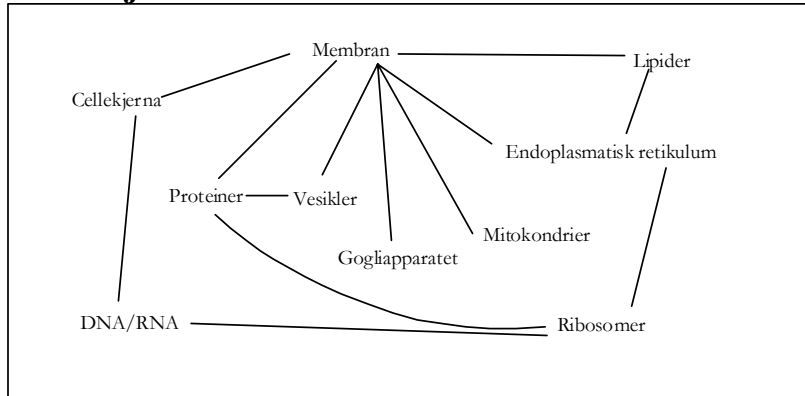 Membran
Lipider
Cellekjerna
Endoplasmatisk retikulum
Proteiner
Vesikler
Mitokondrier
Gogliapparatet
DNA/RNA
Ribosomer